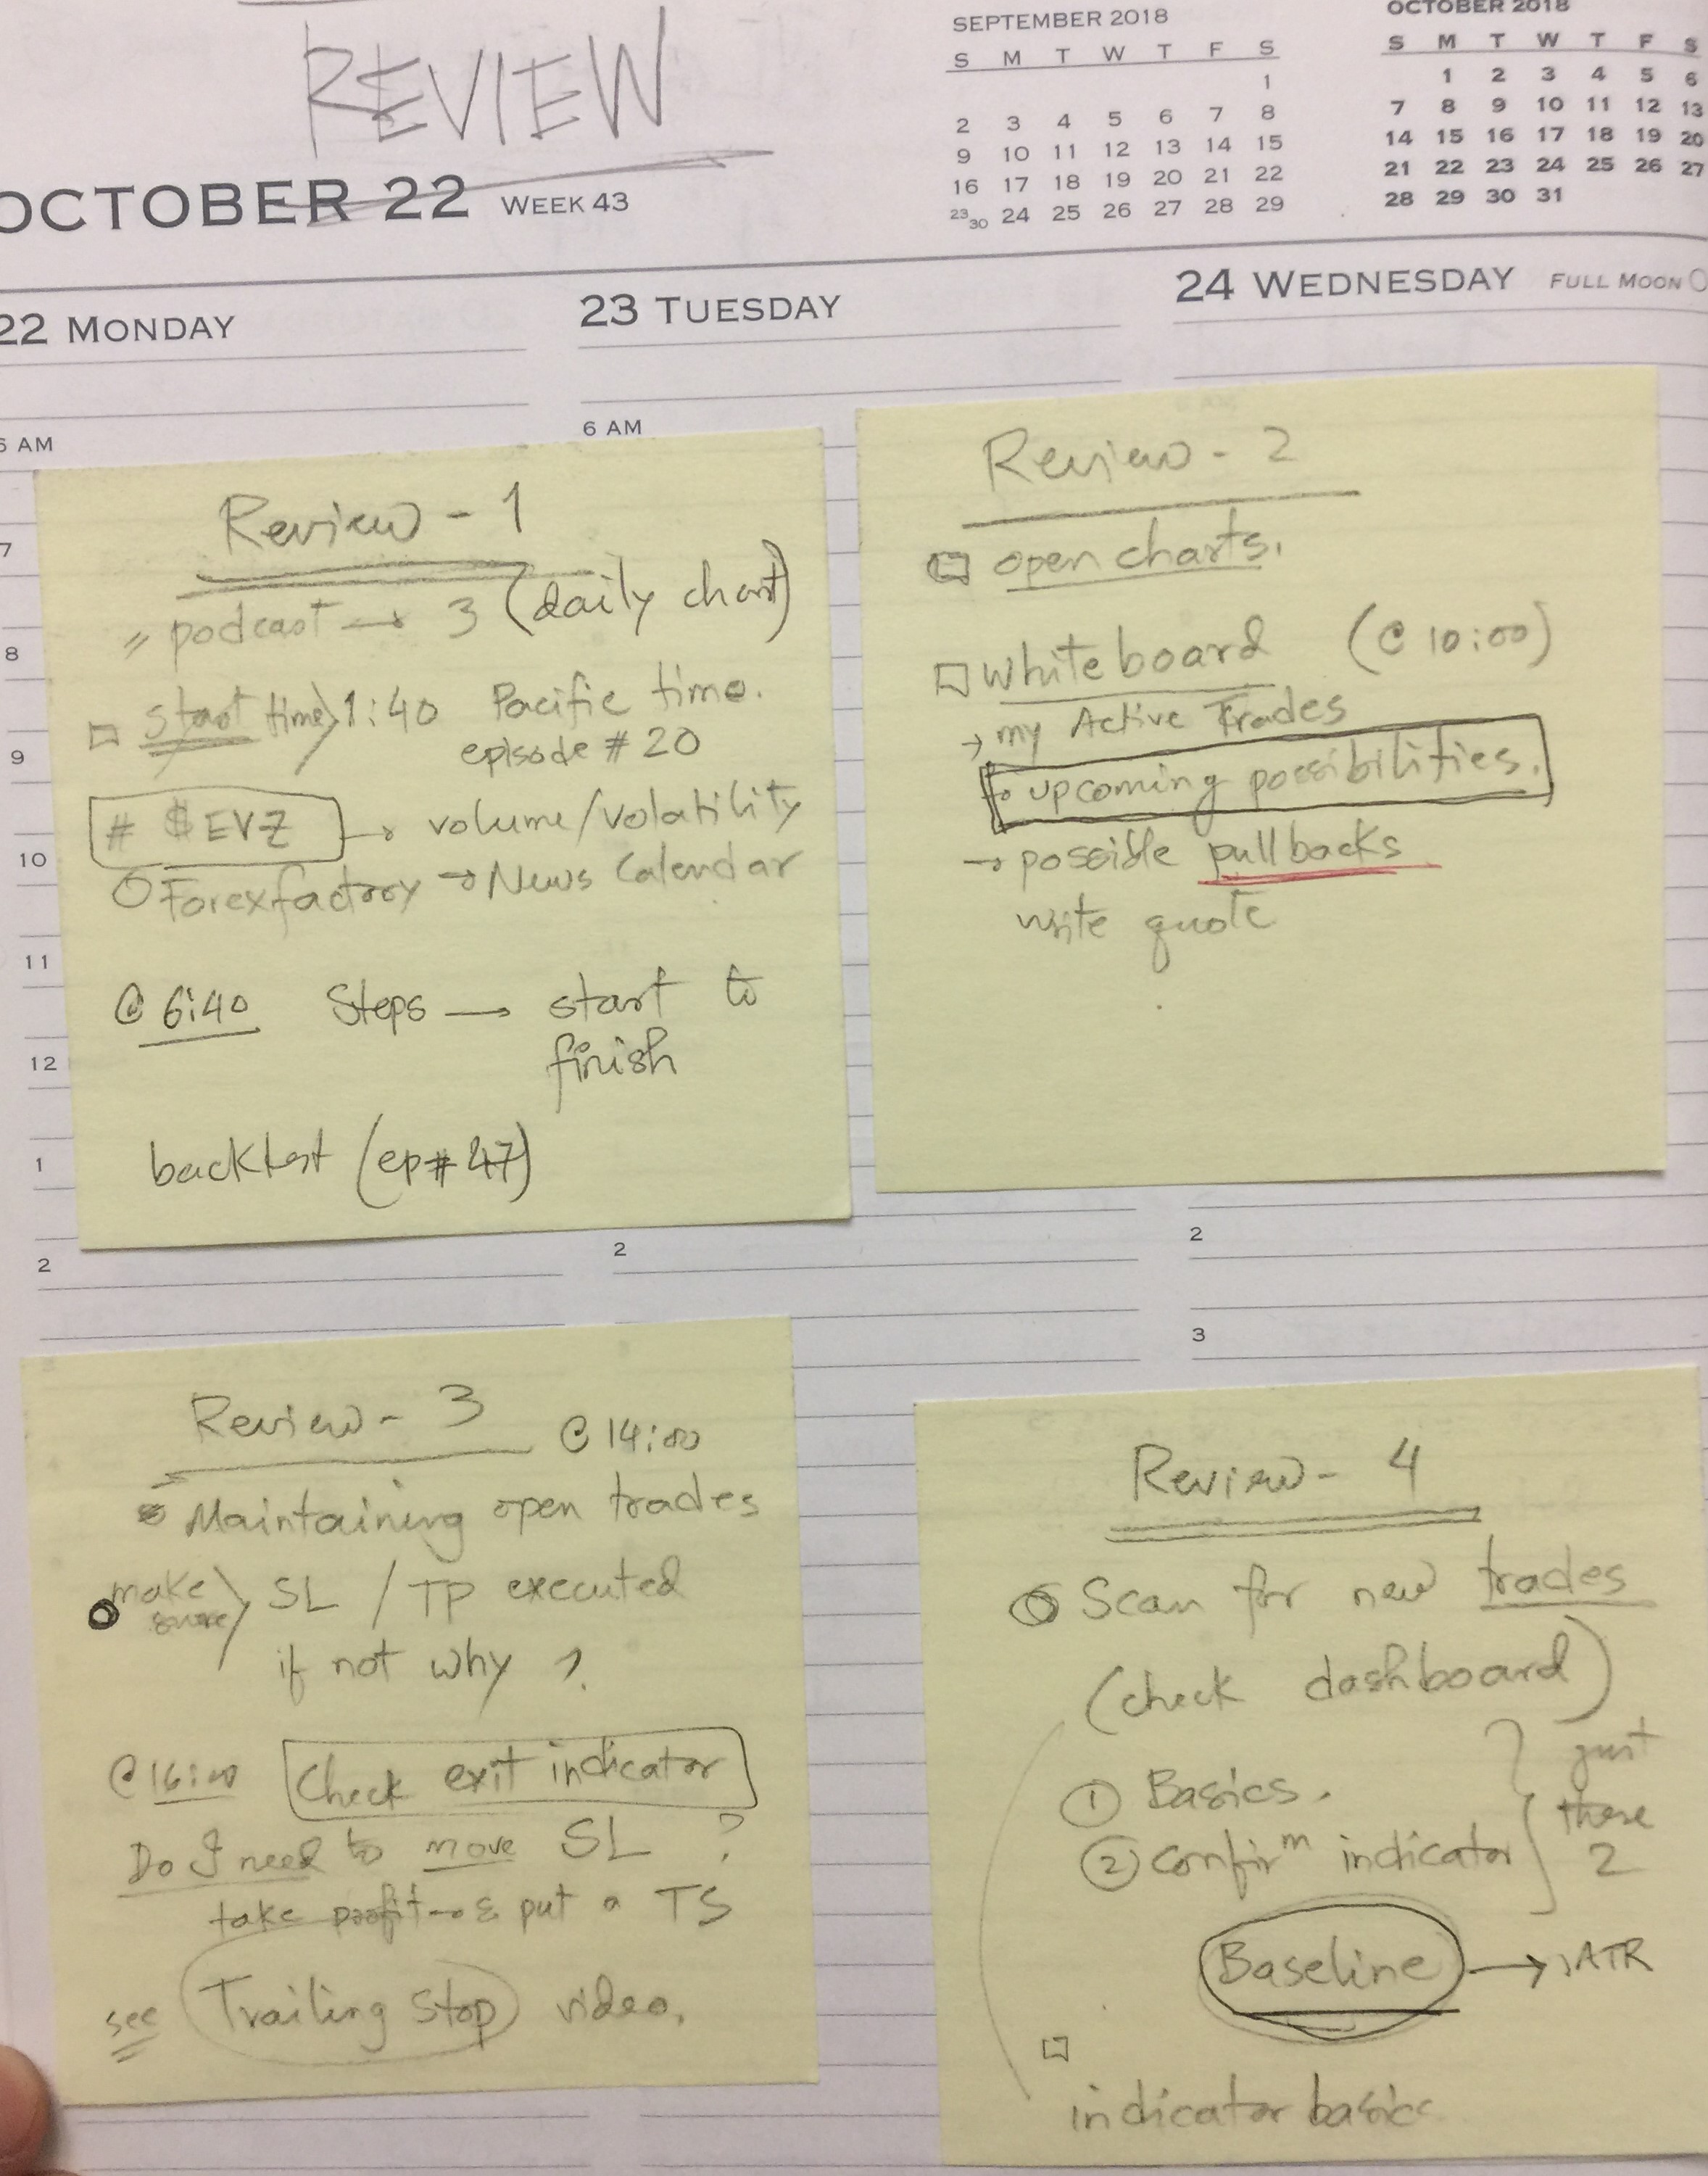 REVIEW
OCTOBER 22 WEEK 43
SEPTEMBER 2018
S M T W T F S
1
2 3 4 5 6 7 8
9 10 11 12 13 14 15
16 17 18 19 20 21 22
23 30 24 25 26 27 28 29
OCTOBER 2018
S M T W T F S
1 2 3 4 5 6
7 8 9 10 11 12 13
14 15 16 17 18 19 20
21 22 23 24 25 26 27
28 29 30 31
22 MONDAY
23 TUESDAY
24 WEDNESDAY FULL MOON
6 AM
6 AM
7
8
9
10
11
12
1
2
2
2
3
Review - 1
" podcast → 3 (daily chart)
start time) 1:40 Pacific time.
episode # 20
# $EVZ → volume/volatility
Forexfactory → News Calendar
@ 6:40 Steps → start to
finish
backtest (ep# 47)
Review - 2
open charts.
whiteboard (@ 10:00)
→ my Active Trades
→ upcoming possibilities.
→ possible pullbacks
write quote
Review - 3 @ 14:00
Maintaining open trades
make sure) SL / TP executed
if not why ?
@ 16:00 Check exit indicator
Do I need to move SL ?
take profit → & put a TS
see Trailing Stop video.
Review - 4
Scan for new trades
(check dashboard)
① Basics.
② Confirm indicator
just
these
2
Baseline → ATR
indicator basics